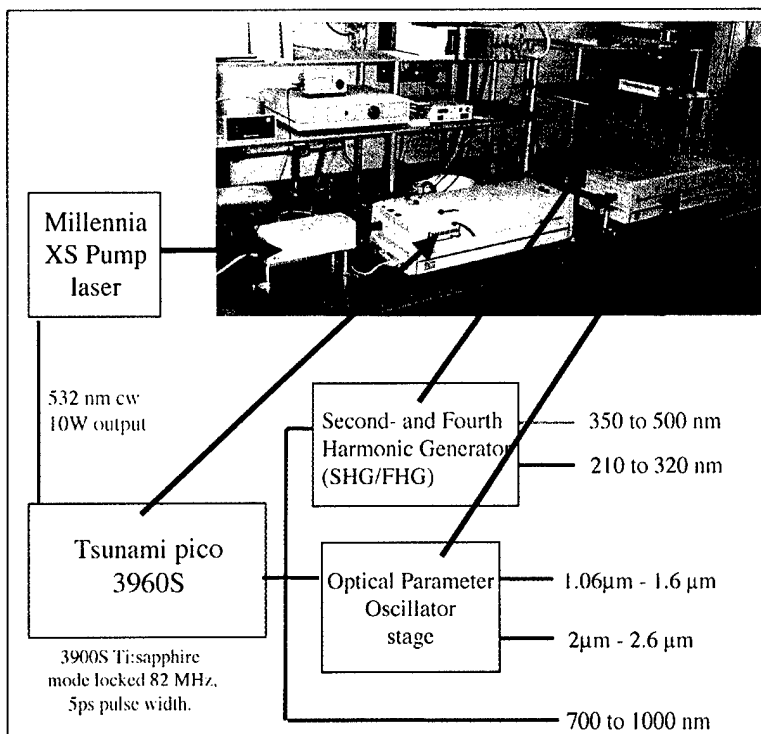 Millennia
XS Pump
laser
532 nm cw
10W output
Second- and Fourth
Harmonic Generator
(SHG/FHG)
350 to 500 nm
210 to 320 nm
Tsunami pico
3960S
Optical Parameter
Oscillator
stage
1.06μm - 1.6 μm
2μm - 2.6 μm
3900S Ti:sapphire
mode locked 82 MHz,
5ps pulse width.
700 to 1000 nm